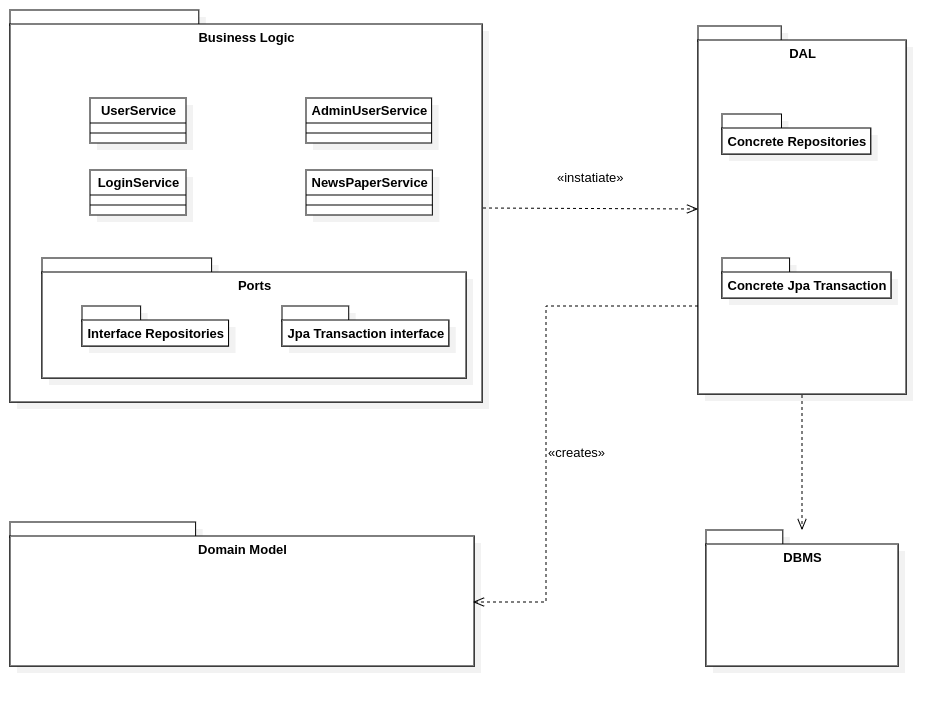 Business Logic
UserService
AdminUserService
LoginService
NewsPaperService
Ports
Interface Repositories
Jpa Transaction interface
«instatiate»
DAL
Concrete Repositories
Concrete Jpa Transaction
«creates»
Domain Model
DBMS